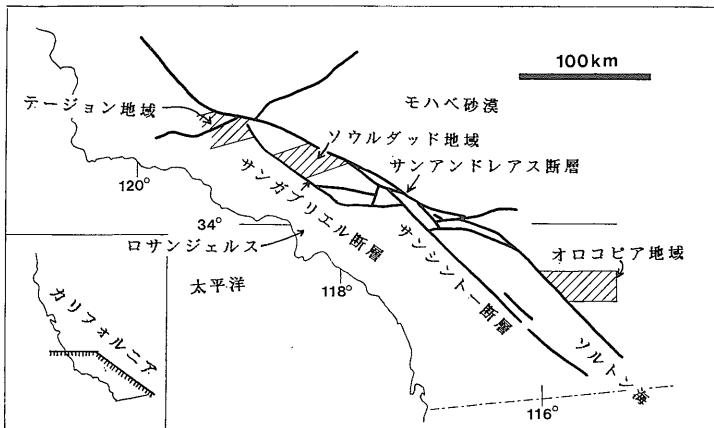 100km
テージョン地域
モハベ砂漠
ソウルダッド地域
サンアンドレアス断層
120°
サンガブリエル断層
34°
ロサンジェルス
サンシントー断層
オロコピア地域
太平洋
118°
カリフォルニア
ソルトン海
116°